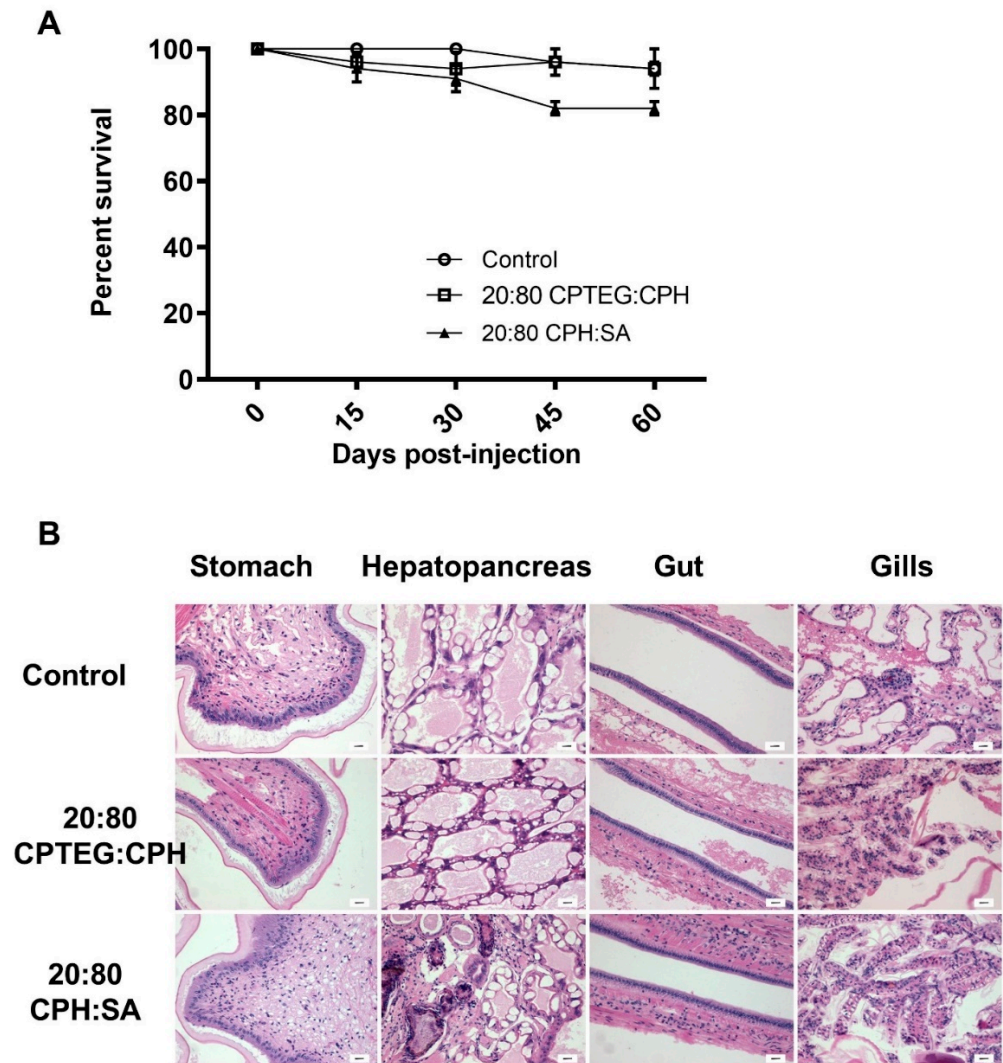 A
100
80
60
40
20
0
Percent survival
Control
20:80 CPTEG:CPH
20:80 CPH:SA
0
15
30
45
60
Days post-injection
B
Stomach
Hepatopancreas
Gut
Gills
Control
20:80
CPTEG:CPH
20:80
CPH:SA